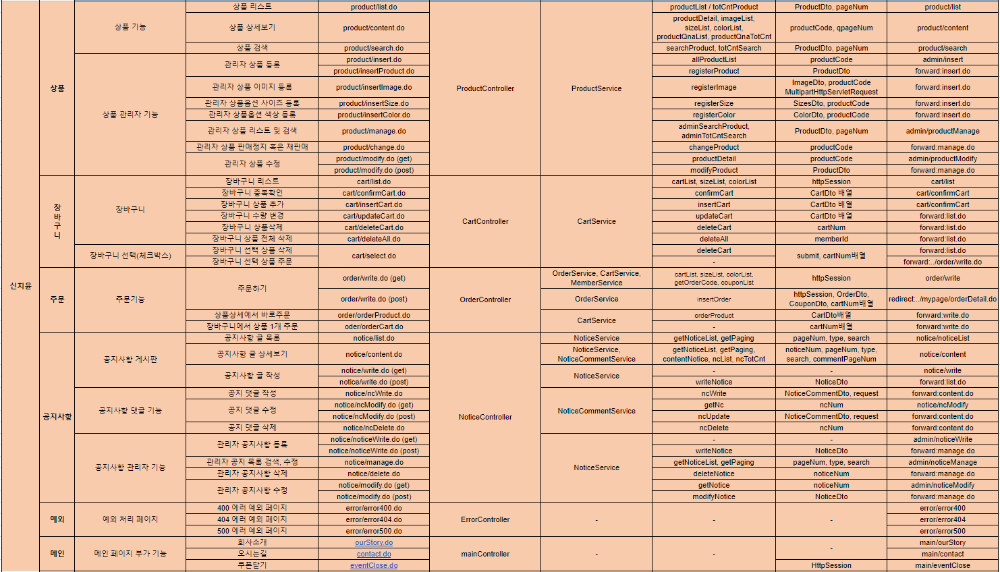 신치윤
상품
상품 기능
상품 리스트
product/list.do
ProductController
ProductService
productList / totCntProduct
ProductDto, pageNum
product/list
상품 상세보기
product/content.do
productDetail, imageList,
sizeList, colorList,
productQnaList, productQnaTotCnt
productCode, qpageNum
product/content
상품 검색
product/search.do
searchProduct, totCntSearch
ProductDto, pageNum
product/search
상품 관리자 기능
관리자 상품 등록
product/insert.do
allProductList
productCode
admin/insert
product/insertProduct.do
registerProduct
ProductDto
forward:insert.do
관리자 상품 이미지 등록
product/insertImage.do
registerImage
ImageDto, productCode
MultipartHttpServletRequest
forward:insert.do
관리자 상품옵션 사이즈 등록
product/insertSize.do
registerSize
SizesDto, productCode
forward:insert.do
관리자 상품옵션 색상 등록
product/insertColor.do
registerColor
ColorDto, productCode
forward:insert.do
관리자 상품 리스트 및 검색
product/manage.do
adminSearchProduct,
adminTotCntSearch
ProductDto, pageNum
admin/productManage
관리자 상품 판매정지 혹은 재판매
product/change.do
changeProduct
productCode
forward:manage.do
관리자 상품 수정
product/modify.do (get)
productDetail
productCode
admin/productModify
product/modify.do (post)
modifyProduct
ProductDto
forward:manage.do
장
바
구
니
장바구니
장바구니 리스트
cart/list.do
CartController
CartService
cartList, sizeList, colorList
httpSession
cart/list
장바구니 중복확인
cart/confirmCart.do
confirmCart
CartDto 배열
cart/confirmCart
장바구니 상품 추가
cart/insertCart.do
insertCart
CartDto 배열
cart/confirmCart
장바구니 수량 변경
cart/updateCart.do
updateCart
CartDto 배열
forward:list.do
장바구니 상품삭제
cart/deleteCart.do
deleteCart
cartNum
forward:list.do
장바구니 상품 전체 삭제
cart/deleteAll.do
deleteAll
memberId
forward:list.do
장바구니 선택(체크박스)
장바구니 선택 상품 삭제
cart/select.do
deleteCart
submit, cartNum배열
forward:list.do
장바구니 선택 상품 주문
-
forward:../order/write.do
주문
주문기능
주문하기
order/write.do (get)
OrderController
OrderService, CartService,
MemberService
cartList, sizeList, colorList,
getOrderCode, couponList
httpSession
order/write
order/write.do (post)
OrderService
insertOrder
httpSession, OrderDto,
CouponDto, cartNum배열
redirect:../mypage/orderDetail.do
상품상세에서 바로주문
order/orderProduct.do
CartService
orderProduct
CartDto배열
forward:write.do
장바구니에서 상품 1개 주문
oder/orderCart.do
-
cartNum배열
forward:write.do
공지사항
공지사항 게시판
공지사항 글 목록
notice/list.do
NoticeController
NoticeService
getNoticeList, getPaging
pageNum, type, search
notice/noticeList
공지사항 글 상세보기
notice/content.do
NoticeService,
NoticeCommentService
getNoticeList, getPaging,
contentNotice, ncList, ncTotCnt
noticeNum, pageNum, type,
search, commentPageNum
notice/content
공지사항 글 작성
notice/write.do (get)
NoticeService
-
-
notice/write
notice/write.do (post)
writeNotice
NoticeDto
forward:list.do
공지사항 댓글 기능
공지 댓글 작성
notice/ncWrite.do
NoticeCommentService
ncWrite
NoticeCommentDto, request
forward:content.do
공지 댓글 수정
notice/ncModify.do (get)
getNc
ncNum
notice/ncModify
notice/ncModify.do (post)
ncUpdate
NoticeCommentDto, request
forward:content.do
공지 댓글 삭제
notice/ncDelete.do
ncDelete
ncNum
forward:content.do
공지사항 관리자 기능
관리자 공지사항 등록
notice/noticeWrite.do (get)
NoticeService
-
-
admin/noticeWrite
notice/noticeWrite.do (post)
writeNotice
NoticeDto
forward:manage.do
관리자 공지 목록 검색, 수정
notice/manage.do
getNoticeList, getPaging
pageNum, type, search
admin/noticeManage
관리자 공지사항 삭제
notice/delete.do
deleteNotice
noticeNum
forward:manage.do
관리자 공지사항 수정
notice/modify.do (get)
getNotice
noticeNum
admin/noticeModify
notice/modify.do (post)
modifyNotice
NoticeDto
forward:manage.do
예외
예외 처리 페이지
400 에러 예외 페이지
error/error400.do
ErrorController
-
-
-
error/error400
404 에러 예외 페이지
error/error404.do
error/error404
500 에러 예외 페이지
error/error500.do
error/error500
메인
메인 페이지 부가 기능
회사소개
ourStory.do
mainController
-
-
-
main/ourStory
오시는길
contact.do
main/contact
쿠폰닫기
eventClose.do
HttpSession
main/eventClose